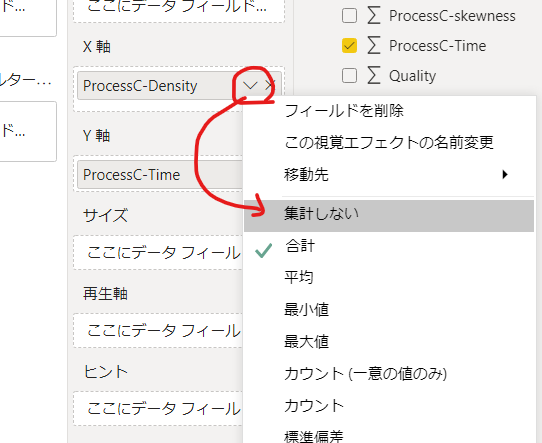 ここにデータ フィールド...
X 軸
ProcessC-Density
Y 軸
ProcessC-Time
サイズ
ここにデータ フィール
再生軸
ここにデータ フィール
ヒント
ここにデータ フィール
ド...
ルター...
ド...
ProcessC-skewness
ProcessC-Time
Quality
フィールドを削除
この視覚エフェクトの名前変更
移動先
集計しない
合計
平均
最小値
最大値
カウント (一意の値のみ)
カウント
標準偏差